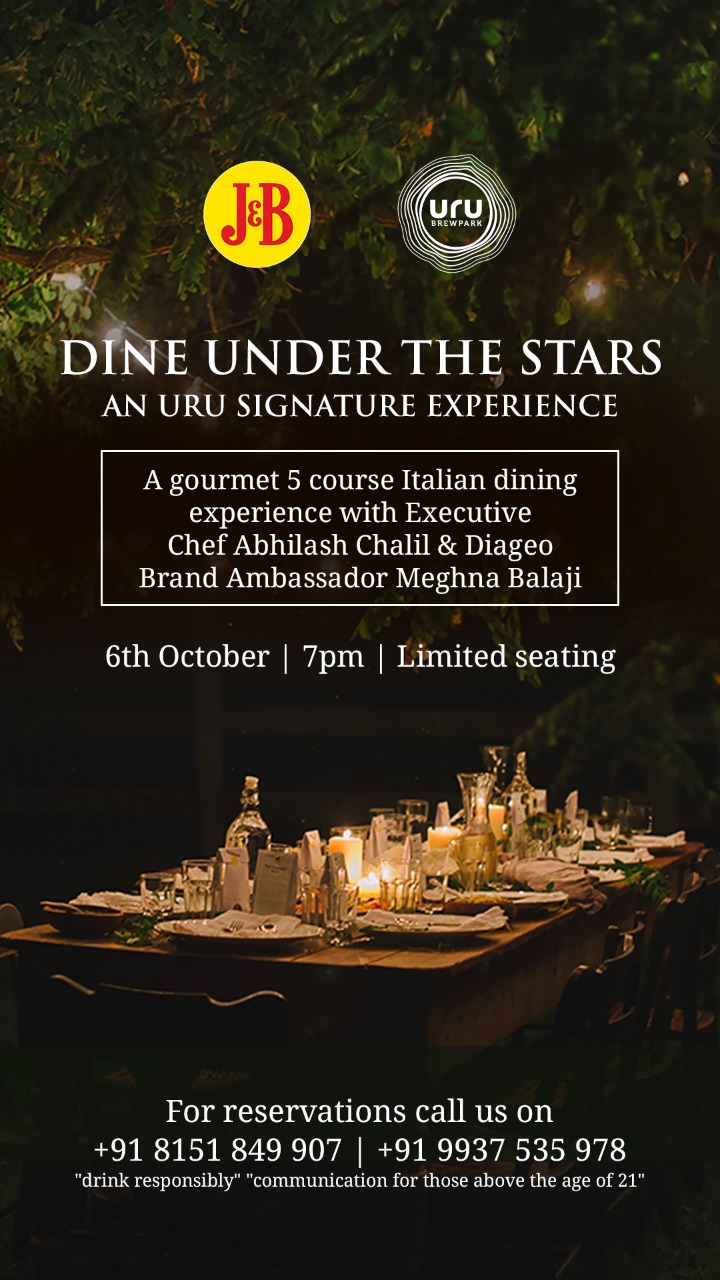 J&B
uru
BREWPARK
DINE UNDER THE STARS
AN URU SIGNATURE EXPERIENCE
A gourmet 5 course Italian dining
experience with Executive
Chef Abhilash Chalil & Diageo
Brand Ambassador Meghna Balaji
6th October | 7pm | Limited seating
For reservations call us on
+91 8151 849 907 | +91 9937 535 978
"drink responsibly" "communication for those above the age of 21"